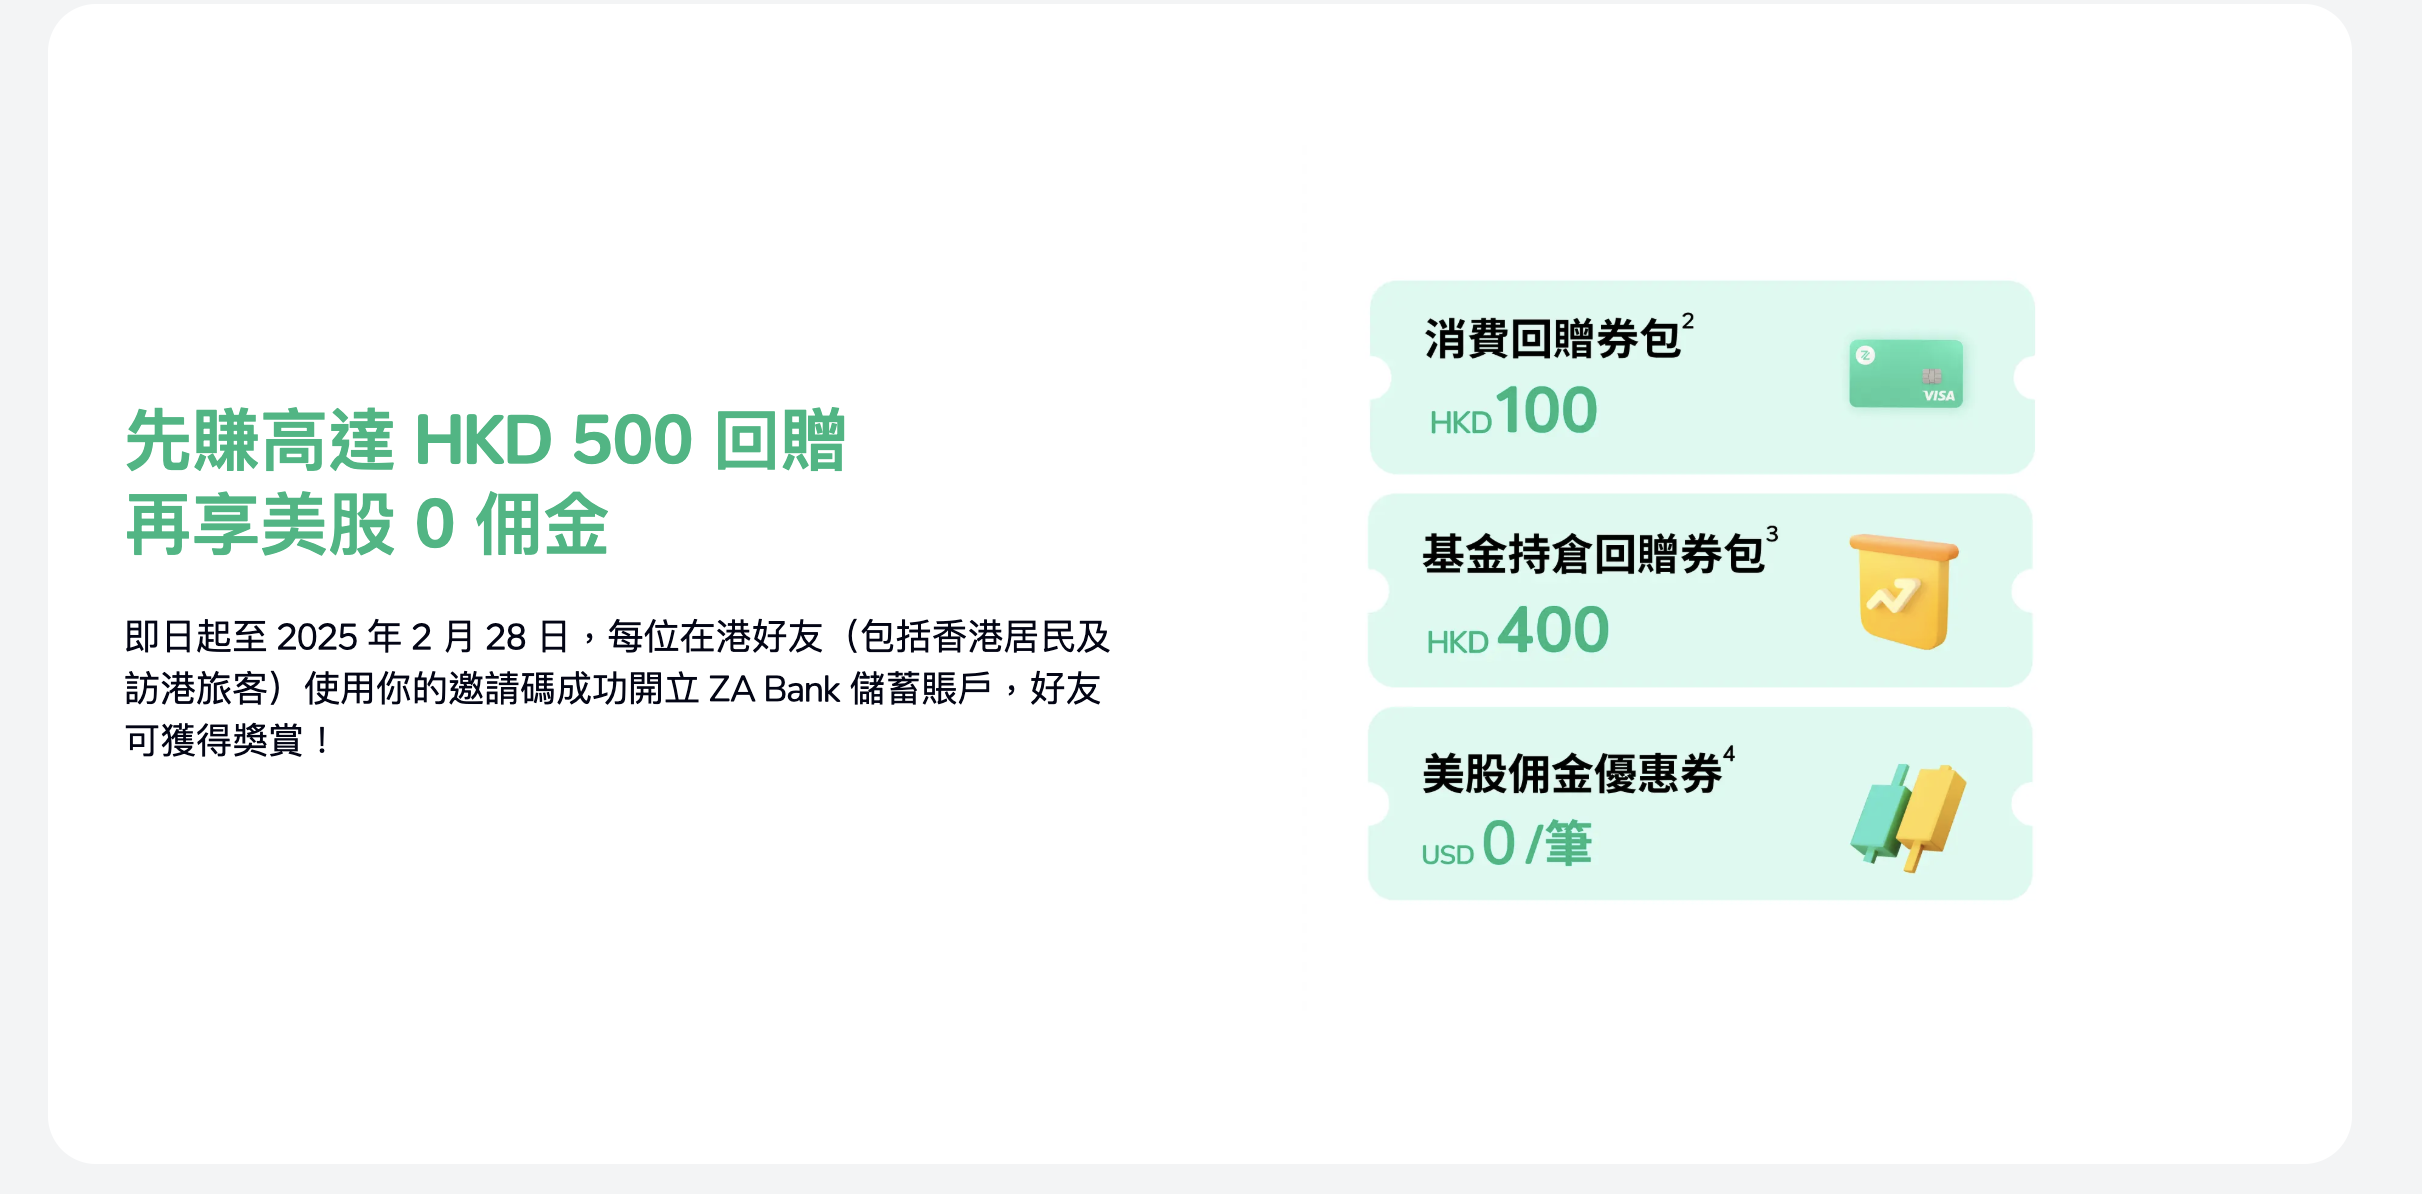 先賺高達 HKD 500 回贈
再享美股 0 佣金
即日起至 2025 年 2 月 28 日，每位在港好友（包括香港居民及
訪港旅客）使用你的邀請碼成功開立 ZA Bank 儲蓄賬戶，好友
可獲得獎賞！
消費回贈券包2
HKD 100
VISA
基金持倉回贈券包3
HKD 400
美股佣金優惠券4
USD 0 /筆